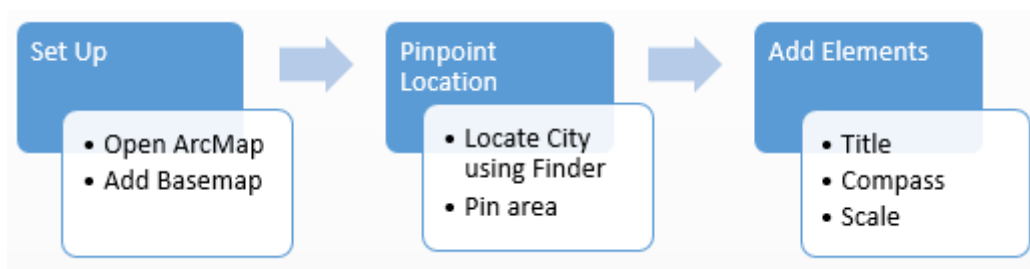 Set Up
• Open ArcMap
• Add Basemap
Pinpoint
Location
• Locate City
using Finder
• Pin area
Add Elements
• Title
• Compass
• Scale